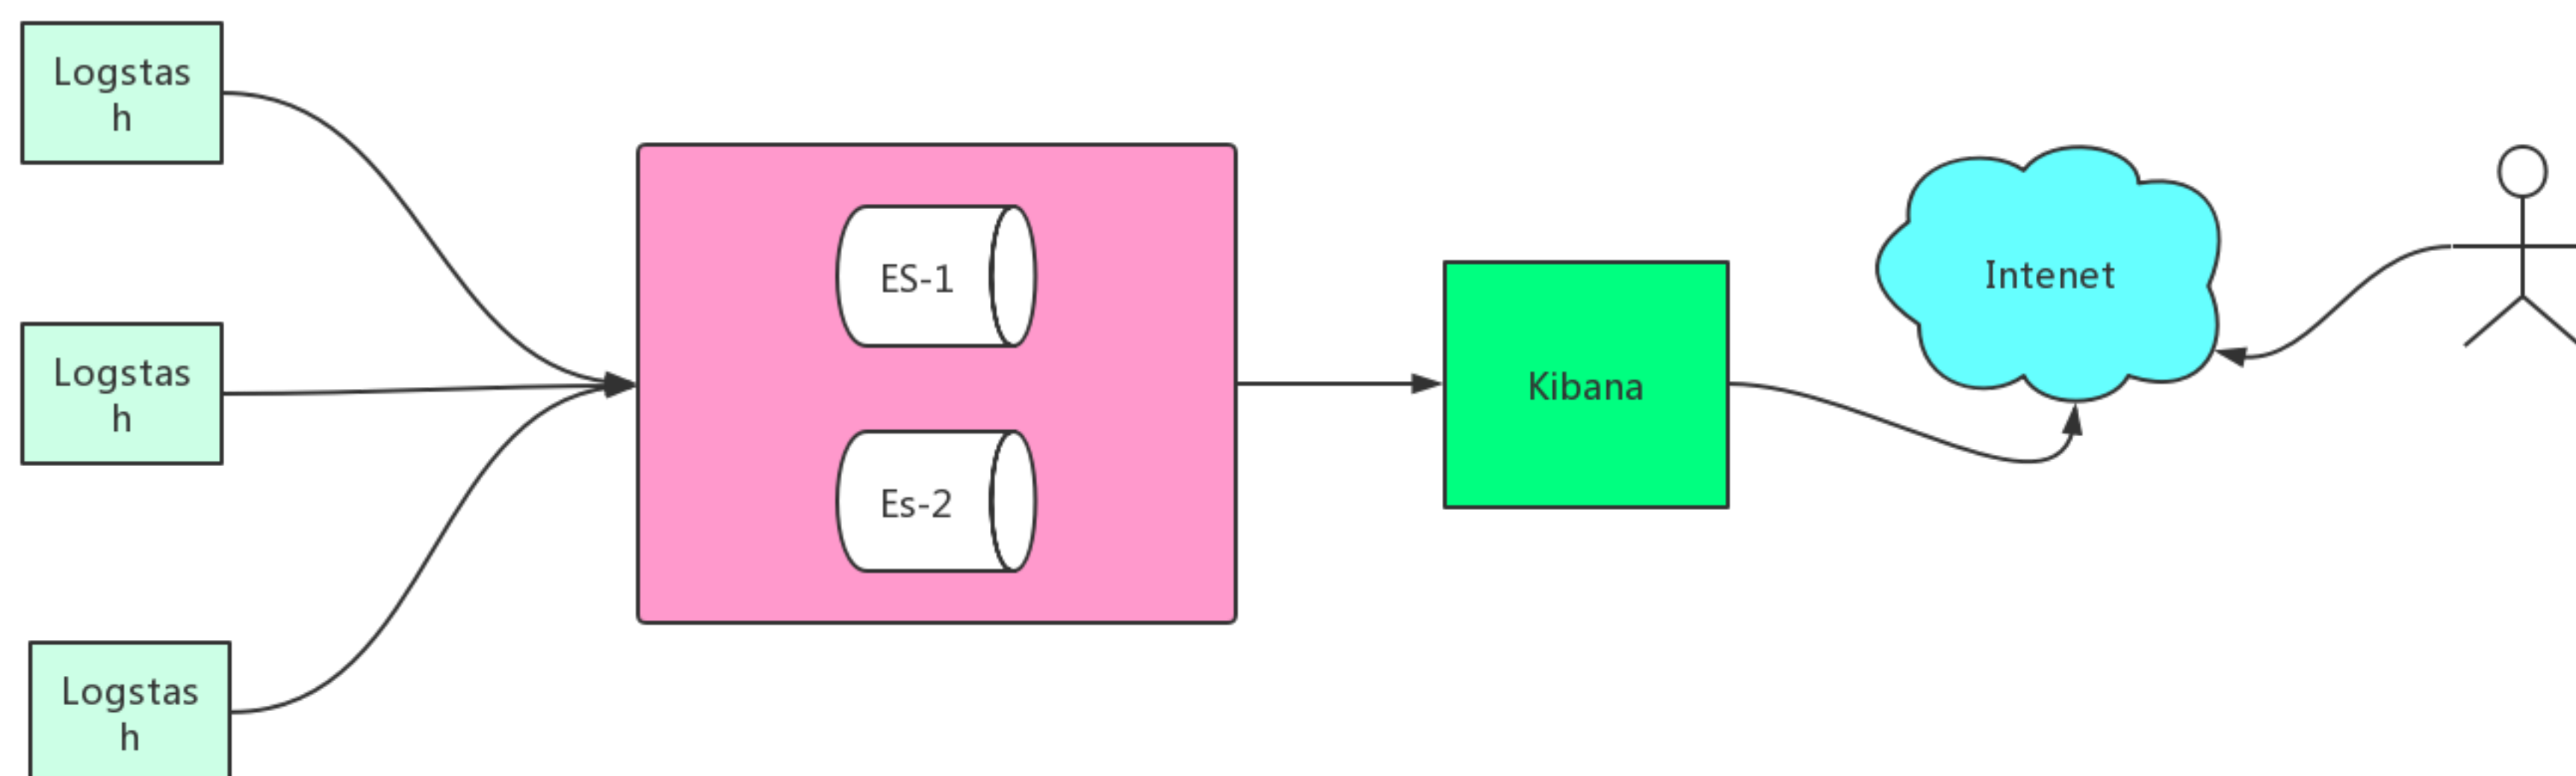 Logstas
h
Logstas
h
Logstas
h
ES-1
Es-2
Kibana
Intenet